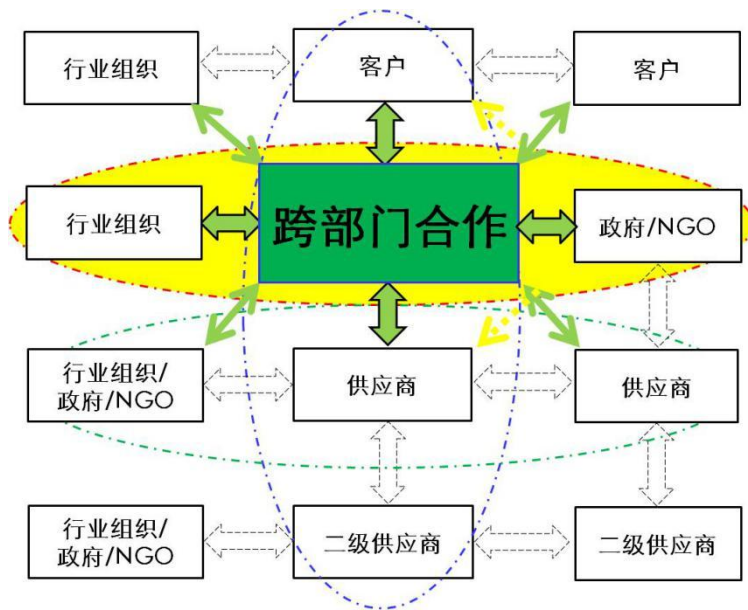 行业组织
客户
客户
行业组织
跨部门合作
政府/NGO
行业组织/
政府/NGO
供应商
供应商
行业组织/
政府/NGO
二级供应商
二级供应商